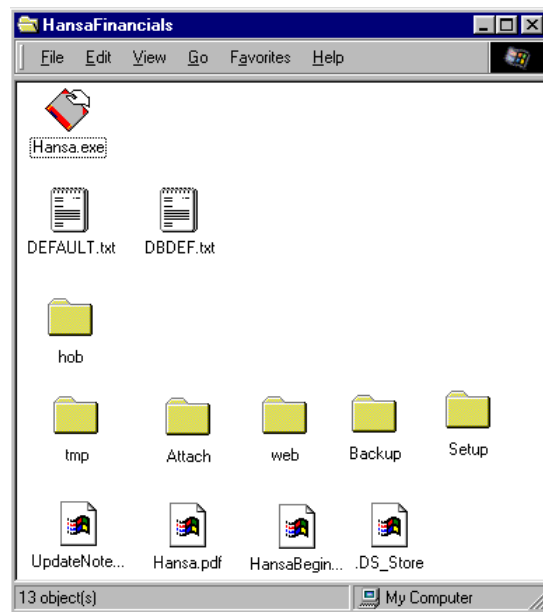 HansaFinancials
File Edit View Go Favorites Help
Hansa.exe
DEFAULT.txt DBDEF.txt
hob
tmp Attach web Backup Setup
UpdateNote... Hansa.pdf HansaBegin... .DS_Store
13 object(s) My Computer